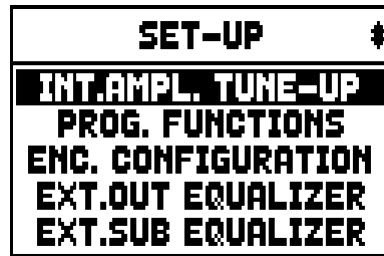 SET-UP
INT.AMPL. TUNE-UP
PROG. FUNCTIONS
ENC. CONFIGURATION
EXT.OUT EQUALIZER
EXT.SUB EQUALIZER